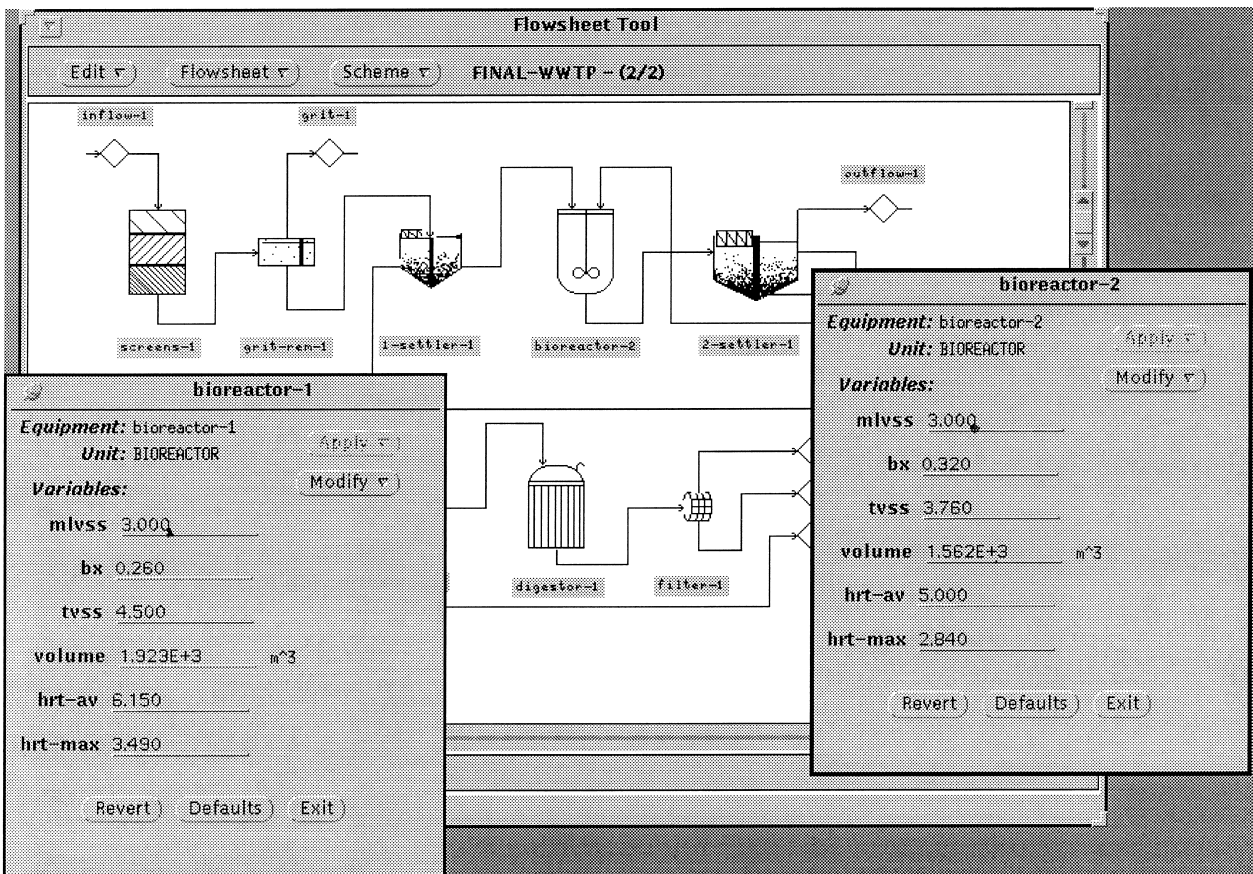 Flowsheet Tool
Edit Flowsheet Scheme FINAL-WWTP - (2/2)
inflow-1 grit-1
outflow-1
screens-1 grit-rem-1 1-settler-1 bioreactor-2 2-settler-1
digestor-1 filter-1
bioreactor-1
Equipment: bioreactor-1
Unit: BIOREACTOR
Apply
Modify
Variables:
mlvss 3.000
bx 0.260
tvss 4.500
volume 1.923E+3 m^3
hrt-av 6.150
hrt-max 3.490
Revert Defaults Exit
bioreactor-2
Equipment: bioreactor-2
Unit: BIOREACTOR
Apply
Modify
Variables:
mlvss 3.000
bx 0.320
tvss 3.760
volume 1.562E+3 m^3
hrt-av 5.000
hrt-max 2.840
Revert Defaults Exit